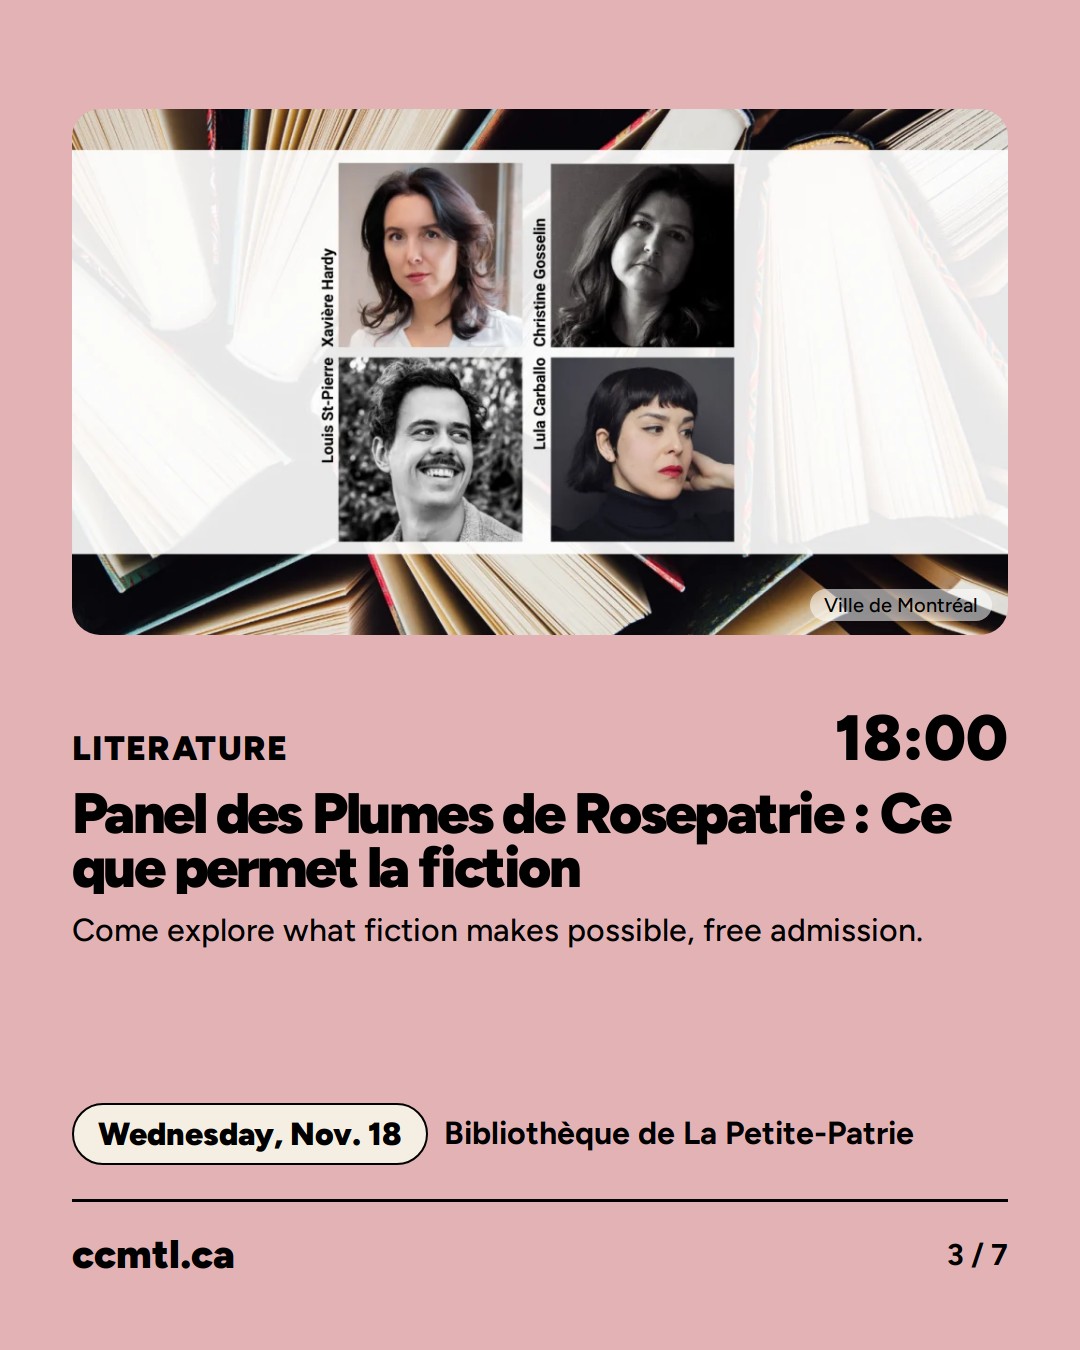 Xavière Hardy
Christine Gosselin
Louis St-Pierre
Lula Carballo
Ville de Montréal
LITERATURE
18:00
Panel des Plumes de Rosepatrie : Ce
que permet la fiction
Come explore what fiction makes possible, free admission.
Wednesday, Nov. 18
Bibliothèque de La Petite-Patrie
ccmtl.ca
3 / 7